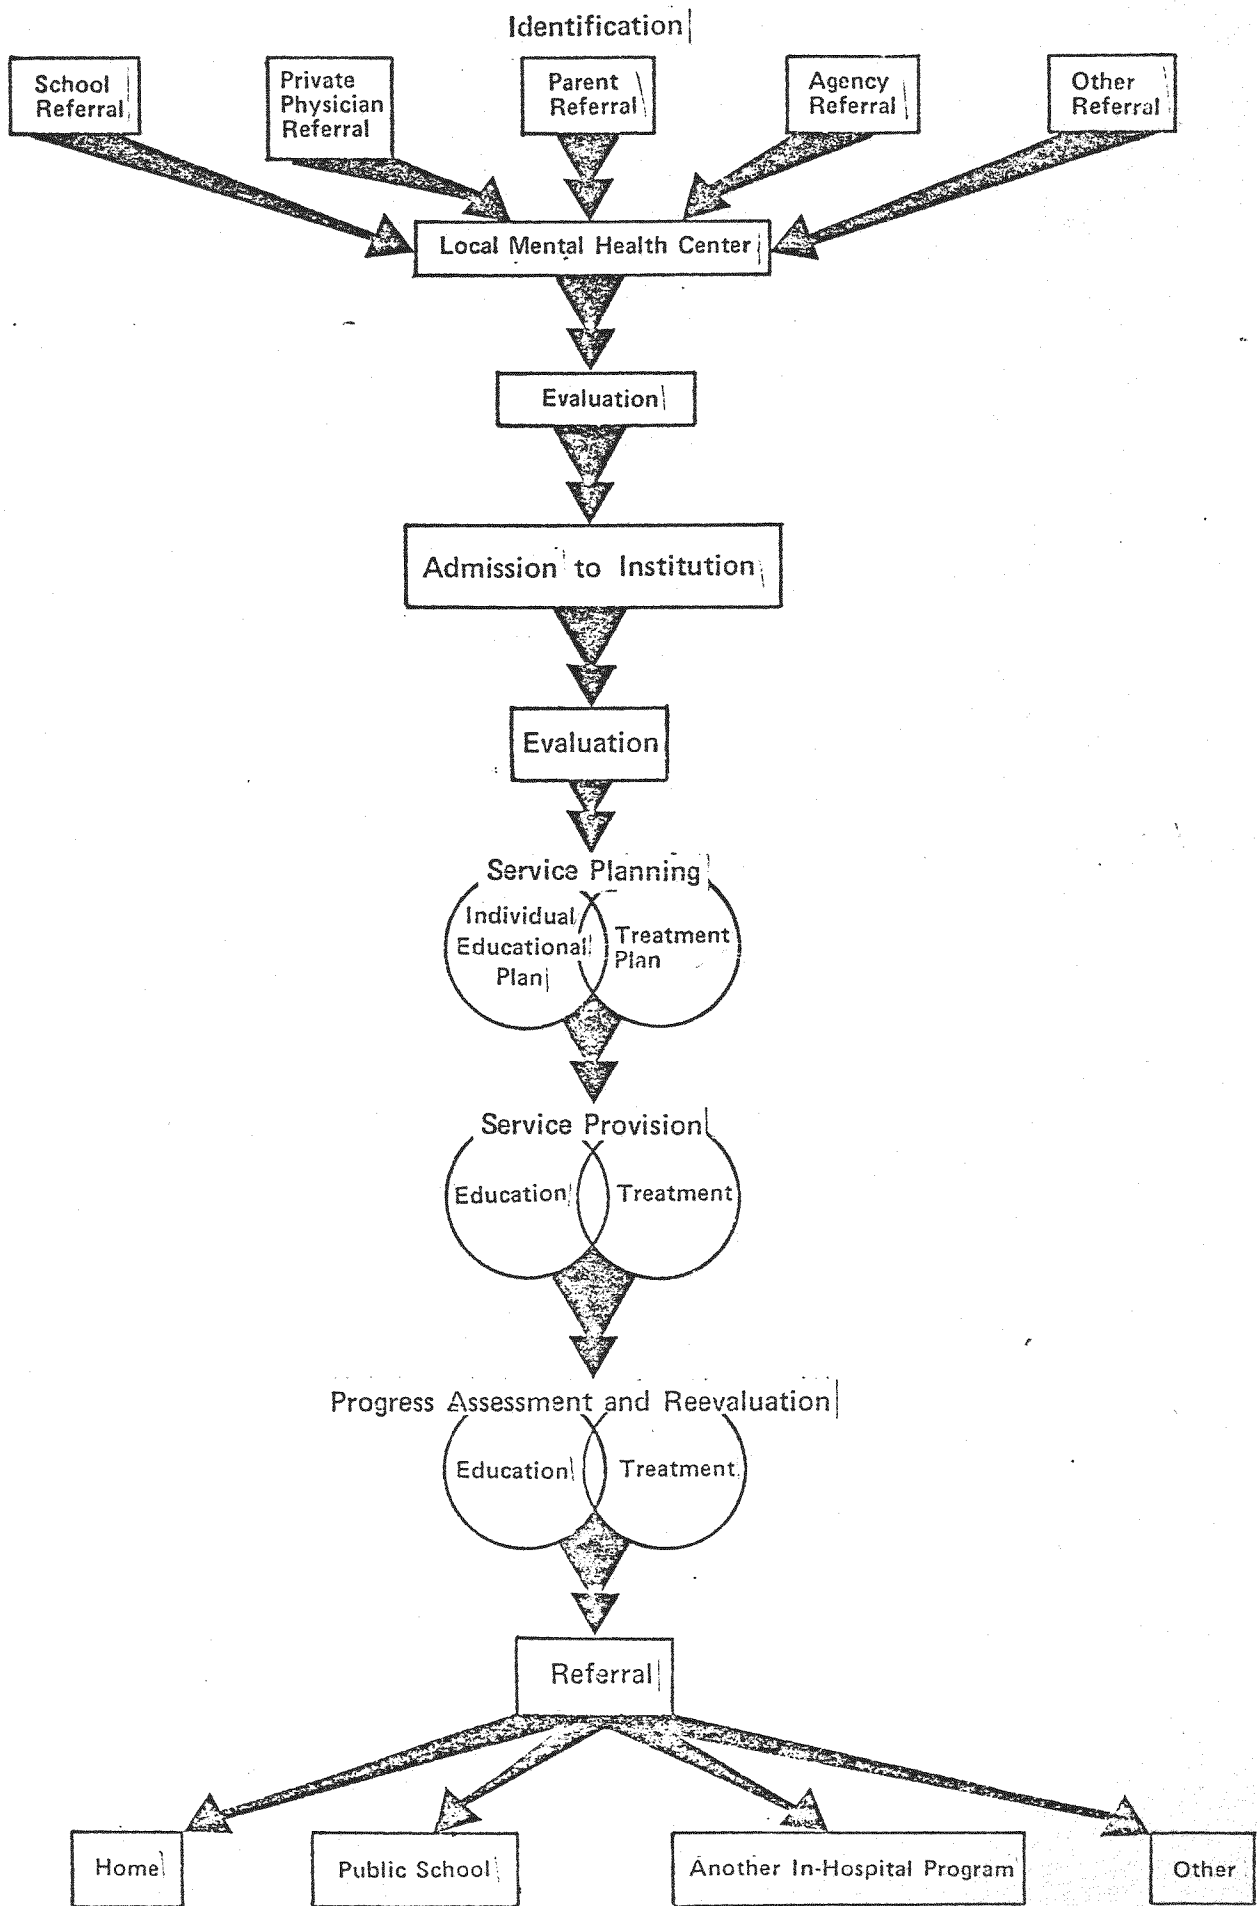 Identification
School
Referral
Private
Physician
Referral
Parent
Referral
Agency
Referral
Other
Referral
Local Mental Health Center
Evaluation
Admission to Institution
Evaluation
Service Planning
Individual
Educational
Plan
Treatment
Plan
Service Provision
Education
Treatment
Progress Assessment and Reevaluation
Education
Treatment
Referral
Home
Public School
Another In-Hospital Program
Other